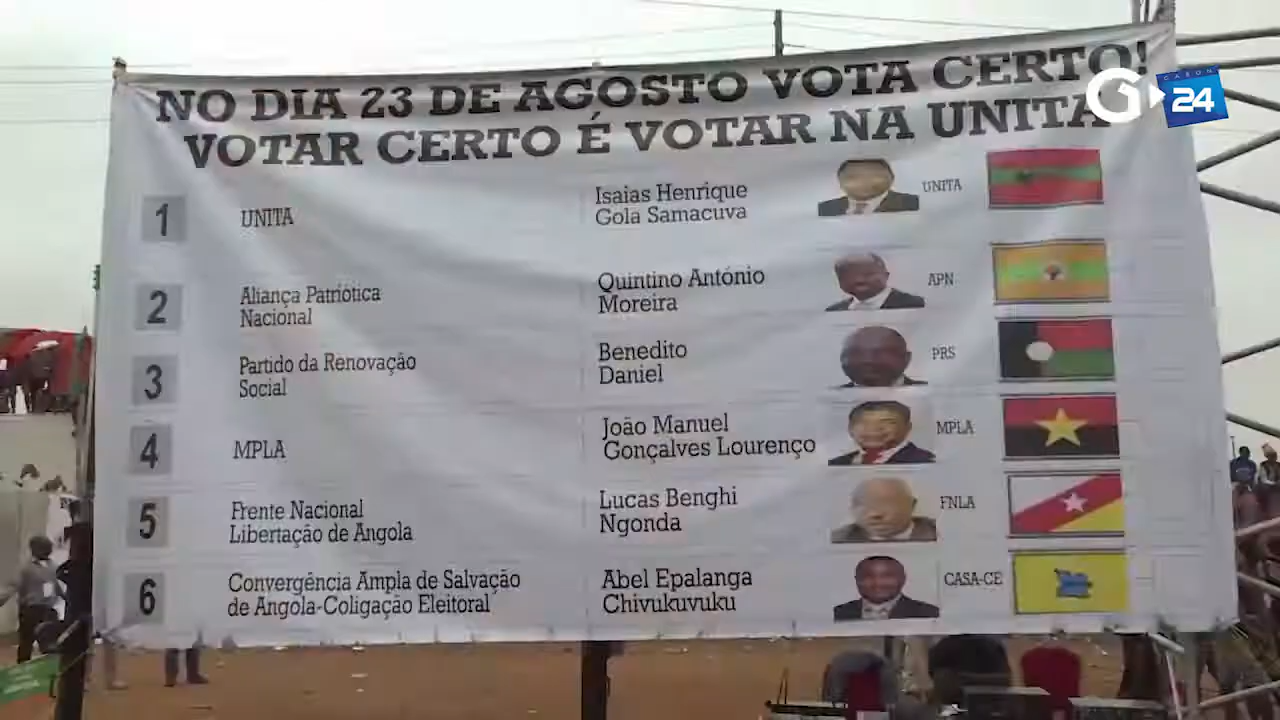 NO DIA 23 DE AGOSTO VOTA CERTO!
VOTAR CERTO É VOTAR NA UNITA
G
GABON
24
1
UNITA
Isaias Henrique
Gola Samacuva
UNITA
2
Aliança Patriótica
Nacional
Quintino António
Moreira
APN
3
Partido da Renovação
Social
Benedito
Daniel
PRS
4
MPLA
João Manuel
Gonçalves Lourenço
MPLA
5
Frente Nacional
Libertação de Angola
Lucas Benghi
Ngonda
FNLA
6
Convergência Ampla de Salvação
de Angola-Coligação Eleitoral
Abel Epalanga
Chivukuvuku
CASA-CE